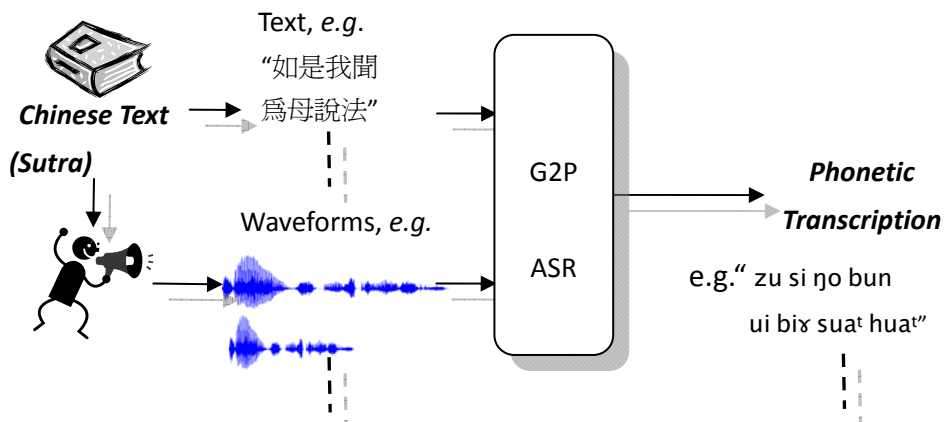 Text, e.g.
“如是我聞
爲母說法”
Chinese Text
(Sutra)
Waveforms, e.g.
G2P
ASR
Phonetic
Transcription
e.g.“ zu si ŋo bun
ui biɤ suaᵗ huaᵗ”